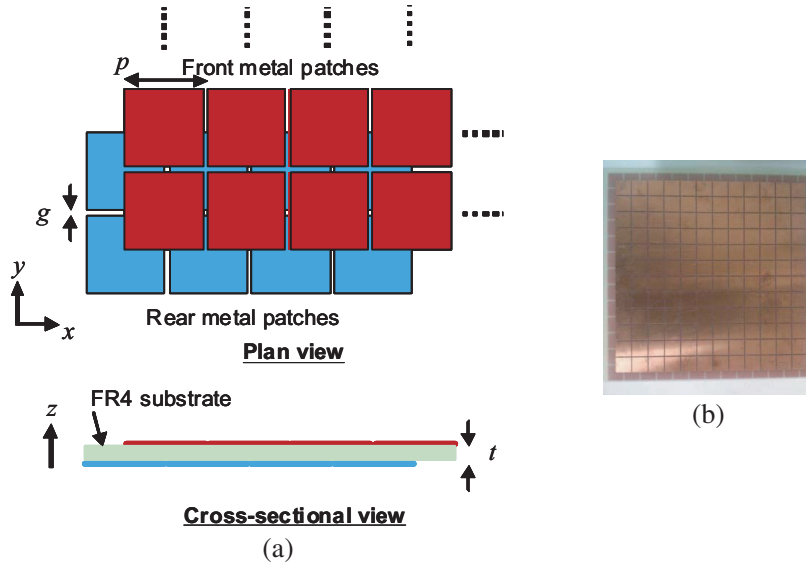 p
Front metal patches
g
y
x
Rear metal patches
Plan view
FR4 substrate
z
t
Cross-sectional view
(a)
(b)